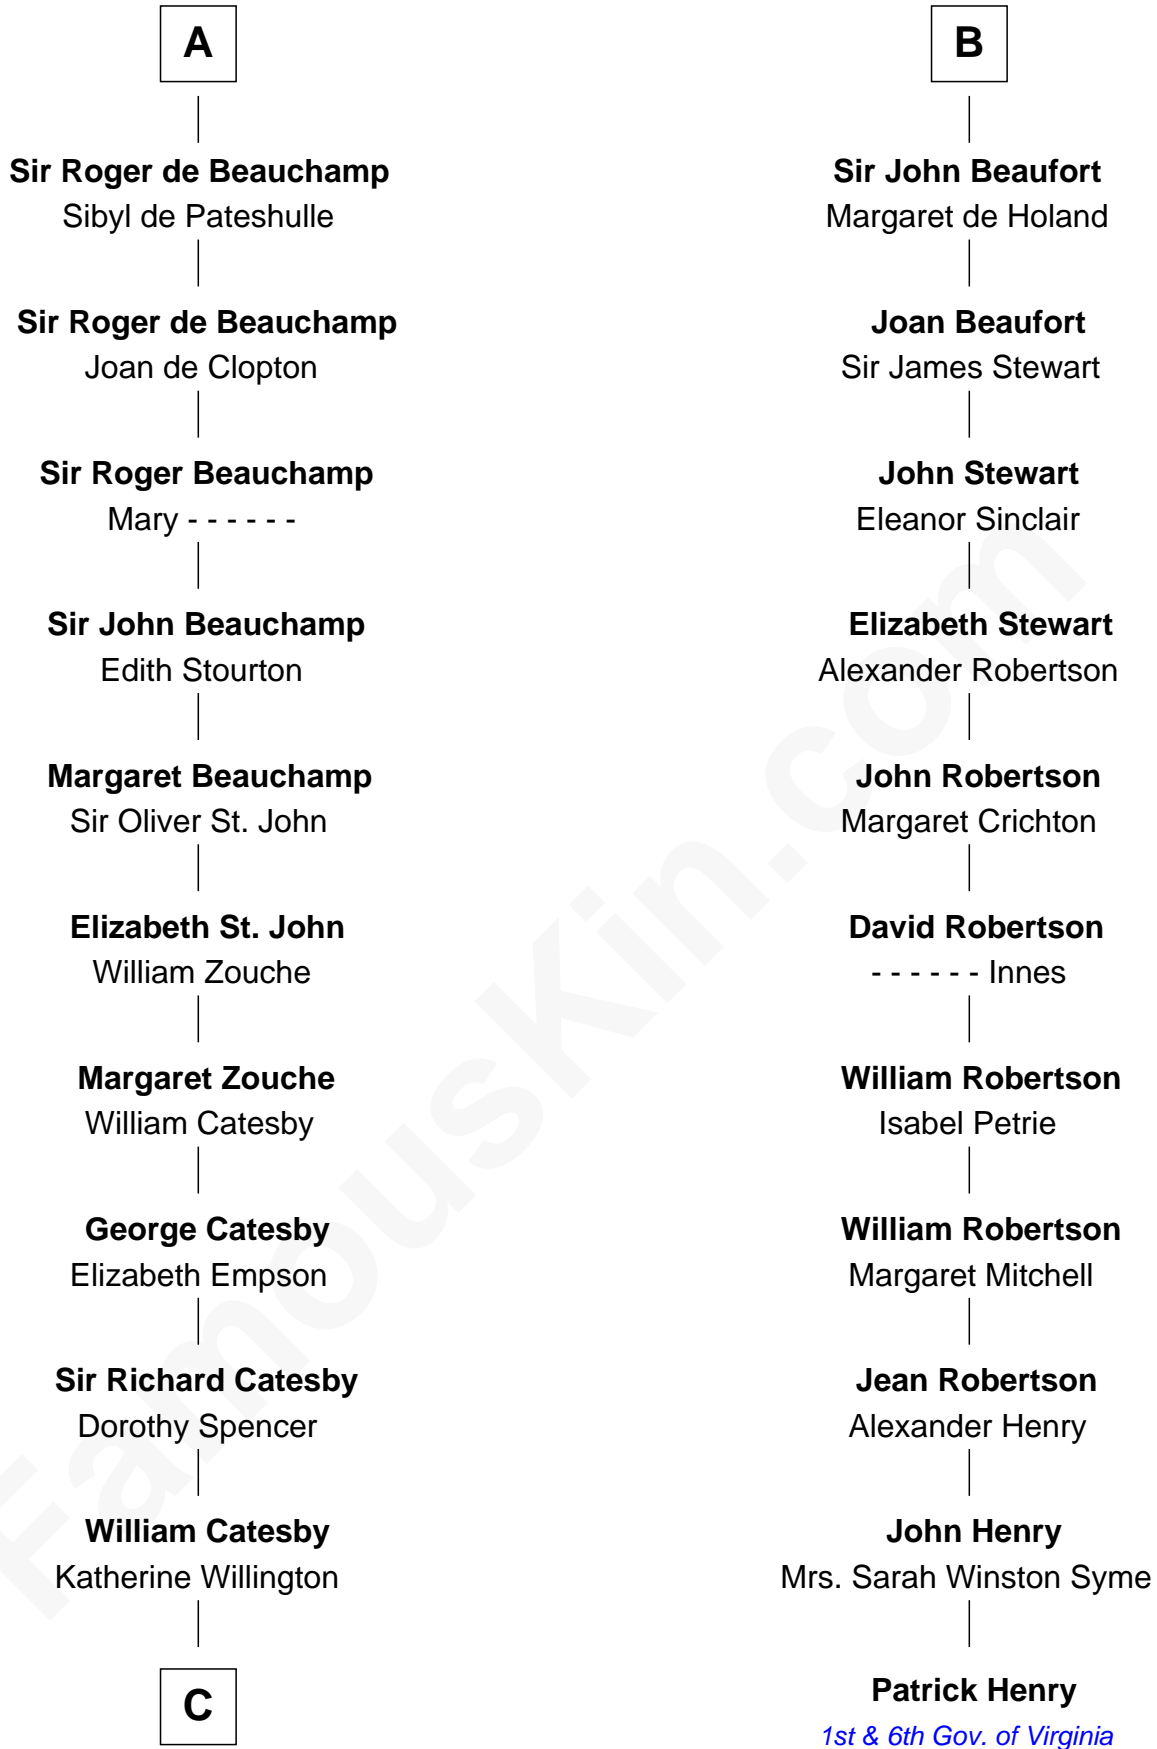 A
Sir Roger de Beauchamp
Sibyl de Pateshulle
Sir Roger de Beauchamp
Joan de Clopton
Sir Roger Beauchamp
Mary - - - - - -
Sir John Beauchamp
Edith Stourton
Margaret Beauchamp
Sir Oliver St. John
Elizabeth St. John
William Zouche
Margaret Zouche
William Catesby
George Catesby
Elizabeth Empson
Sir Richard Catesby
Dorothy Spencer
William Catesby
Katherine Willington
C
B
Sir John Beaufort
Margaret de Holand
Joan Beaufort
Sir James Stewart
John Stewart
Eleanor Sinclair
Elizabeth Stewart
Alexander Robertson
John Robertson
Margaret Crichton
David Robertson
- - - - - - Innes
William Robertson
Isabel Petrie
William Robertson
Margaret Mitchell
Jean Robertson
Alexander Henry
John Henry
Mrs. Sarah Winston Syme
Patrick Henry
1st & 6th Gov. of Virginia
FamousKin.com